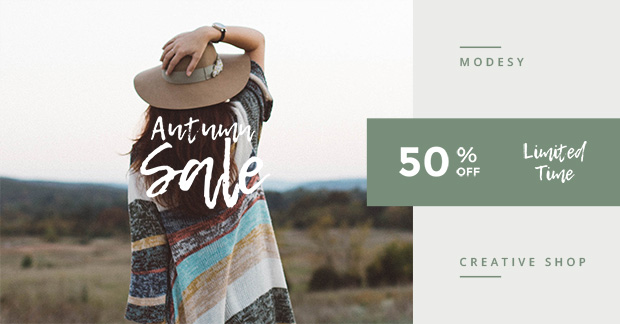 Autumn
Sale
MODESY
50 % OFF
Limited
Time
CREATIVE SHOP